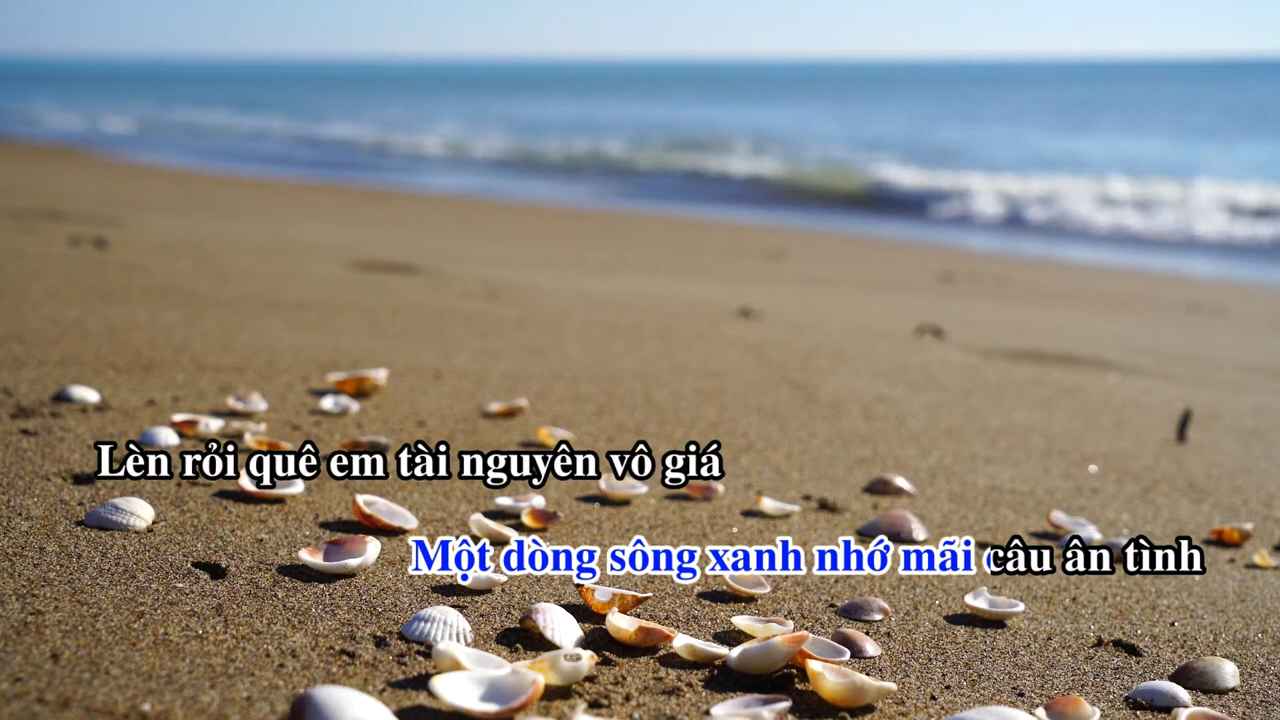 Lèn rỏi quê em tài nguyên vô giá
Một dòng sông xanh nhớ mãi câu ân tình